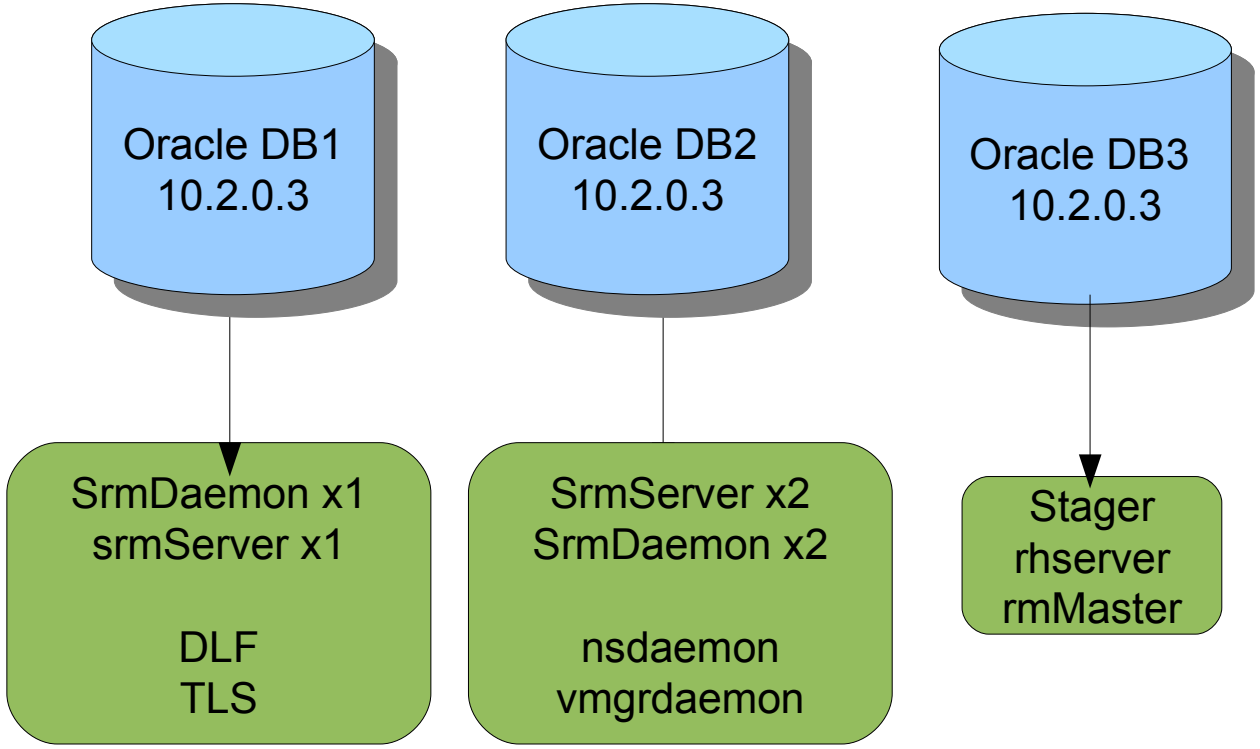 Oracle DB1
10.2.0.3
Oracle DB2
10.2.0.3
Oracle DB3
10.2.0.3
SrmDaemon x1
srmServer x1
DLF
TLS
SrmServer x2
SrmDaemon x2
nsdaemon
vmgrdaemon
Stager
rhserver
rmMaster